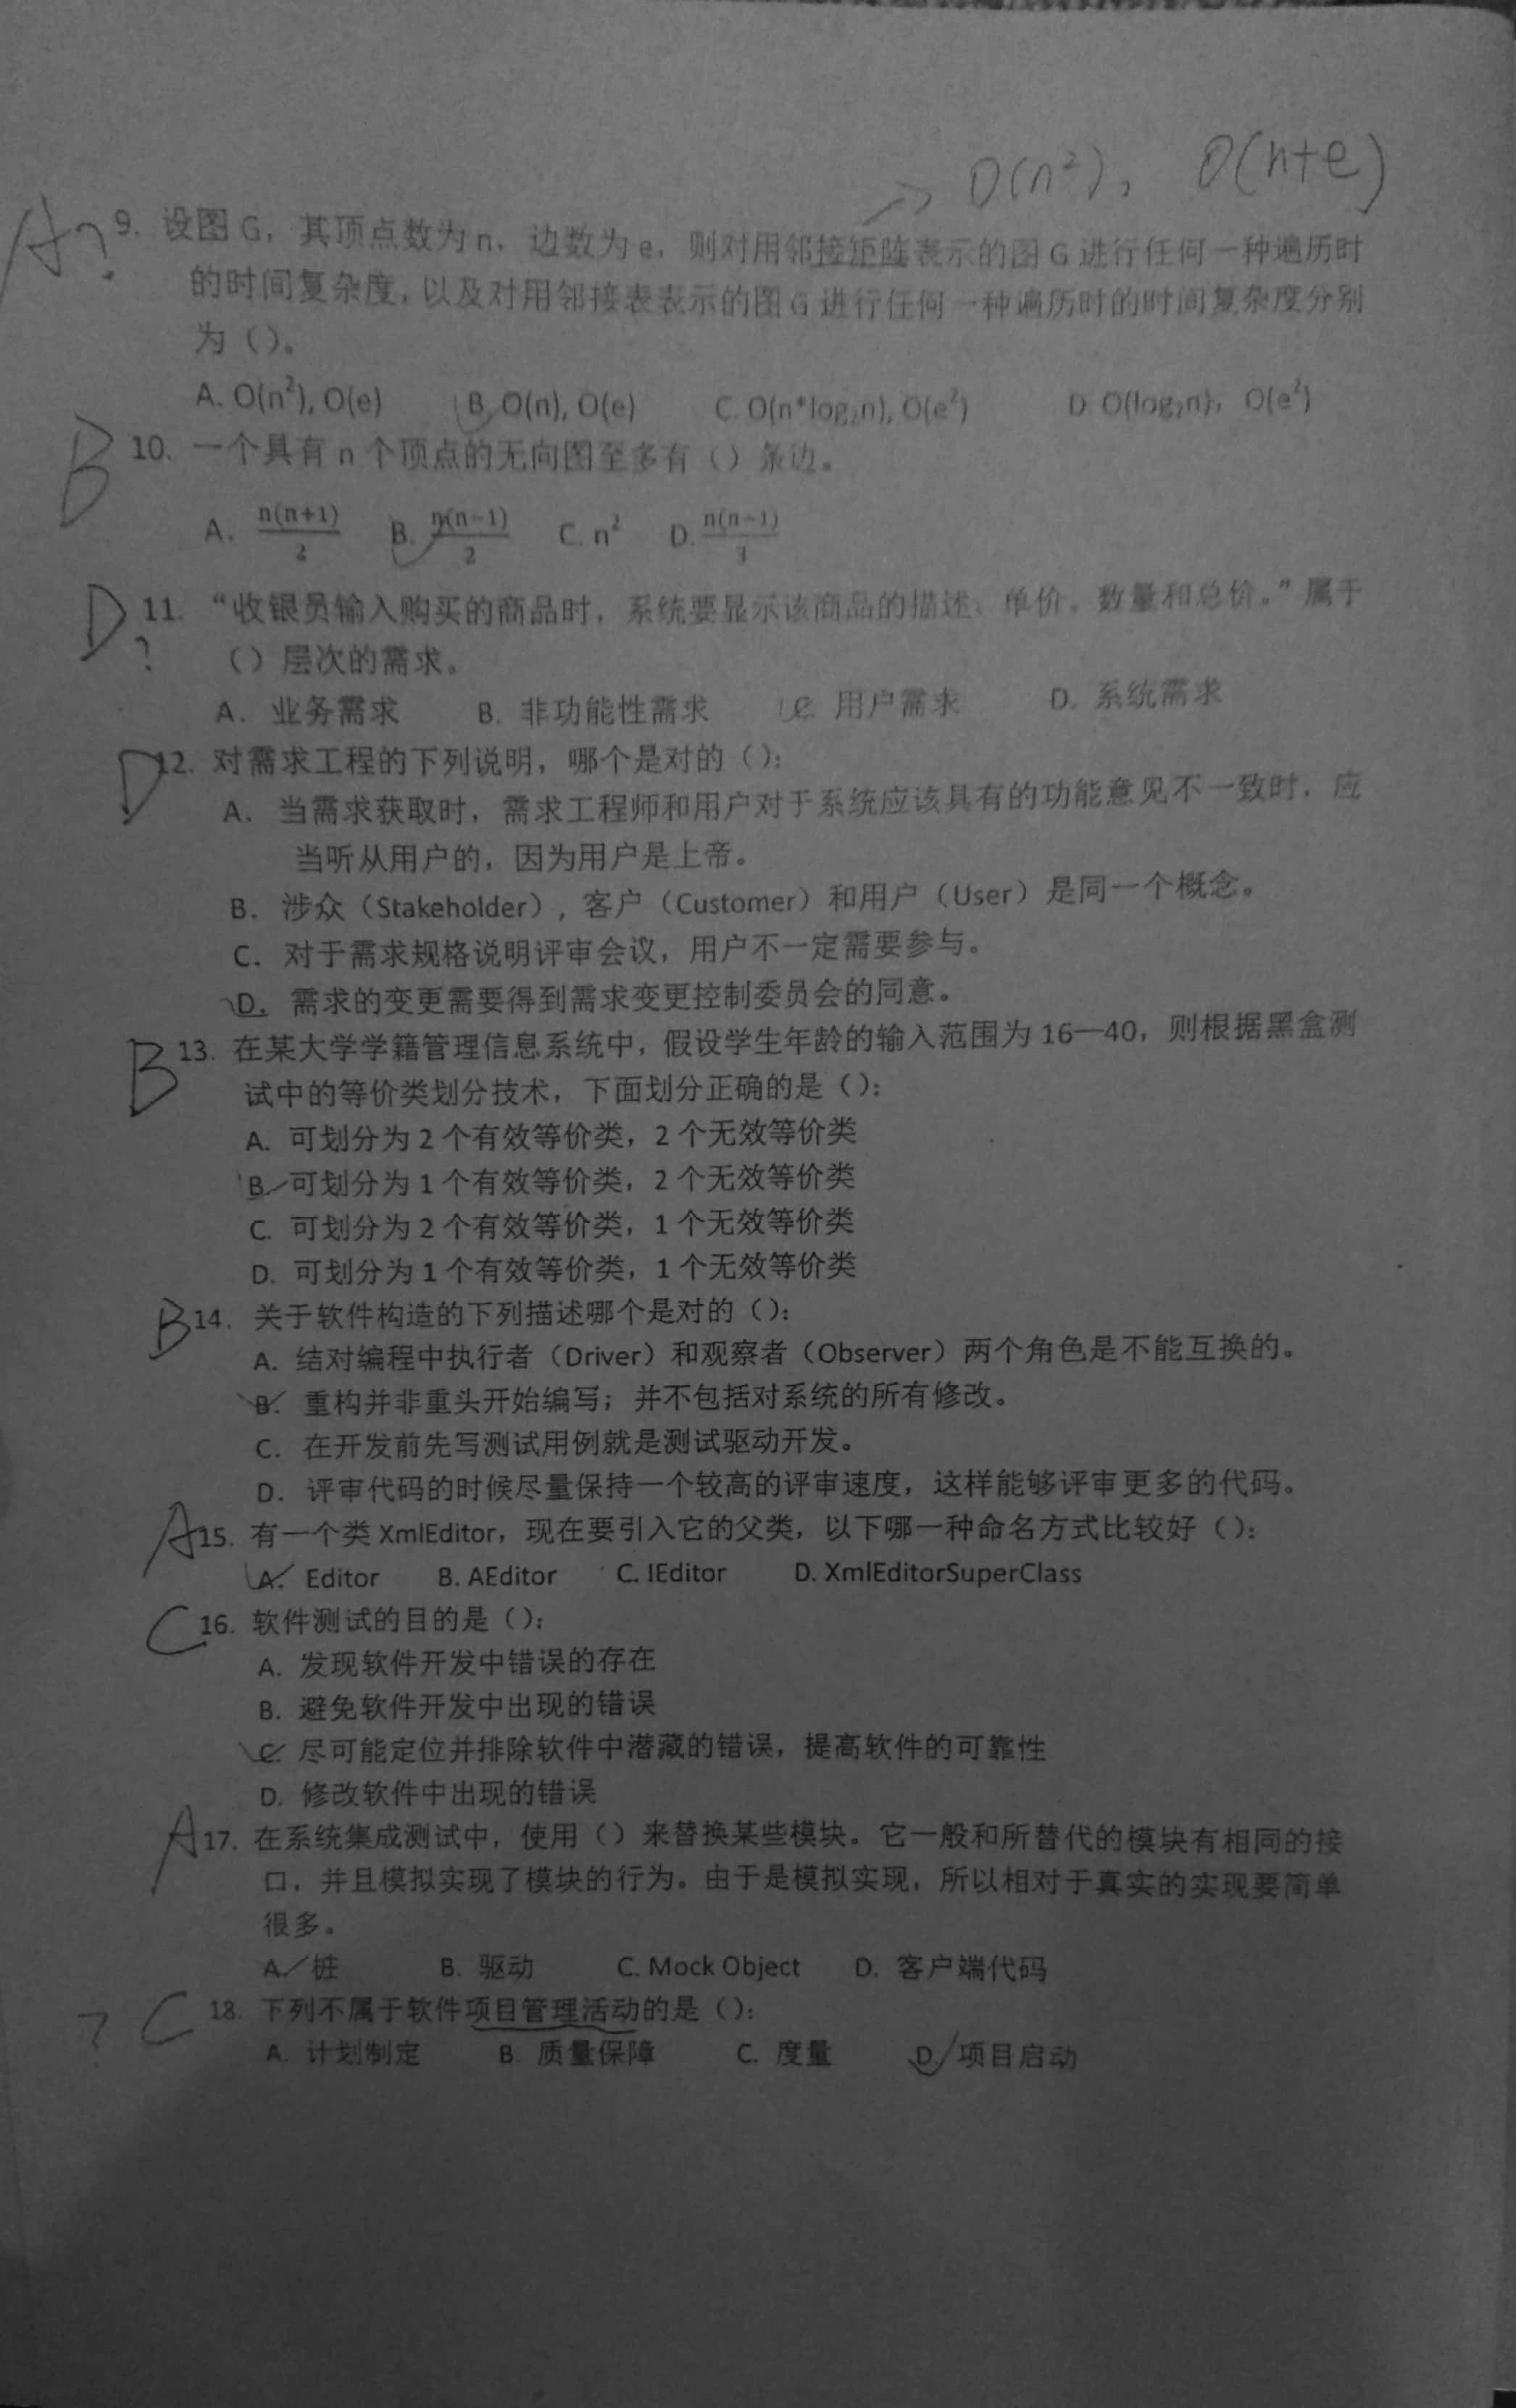 → O(n²), O(n+e)
A? 9. 设图 G，其顶点数为 n，边数为 e，则对用邻接矩阵表示的图 G 进行任何一种遍历时
的时间复杂度，以及对用邻接表表示的图 G 进行任何一种遍历时的时间复杂度分别
为（）。
A. O(n²), O(e) B. O(n), O(e) C. O(n*log₂n), O(e²) D. O(log₂n)，O(e²)
B 10. 一个具有 n 个顶点的无向图至多有（）条边。
A. n(n+1)/2 B. n(n-1)/2 C. n² D. n(n-1)/3
D? 11. “收银员输入购买的商品时，系统要显示该商品的描述、单价、数量和总价。”属于
（）层次的需求。
A. 业务需求 B. 非功能性需求 C. 用户需求 D. 系统需求
D 12. 对需求工程的下列说明，哪个是对的（）：
A. 当需求获取时，需求工程师和用户对于系统应该具有的功能意见不一致时，应
当听从用户的，因为用户是上帝。
B. 涉众（Stakeholder）, 客户（Customer）和用户（User）是同一个概念。
C. 对于需求规格说明评审会议，用户不一定需要参与。
D. 需求的变更需要得到需求变更控制委员会的同意。
B 13. 在某大学学籍管理信息系统中，假设学生年龄的输入范围为 16—40，则根据黑盒测
试中的等价类划分技术，下面划分正确的是（）：
A. 可划分为 2 个有效等价类，2 个无效等价类
B. 可划分为 1 个有效等价类，2 个无效等价类
C. 可划分为 2 个有效等价类，1 个无效等价类
D. 可划分为 1 个有效等价类，1 个无效等价类
B 14. 关于软件构造的下列描述哪个是对的（）：
A. 结对编程中执行者（Driver）和观察者（Observer）两个角色是不能互换的。
B. 重构并非重头开始编写；并不包括对系统的所有修改。
C. 在开发前先写测试用例就是测试驱动开发。
D. 评审代码的时候尽量保持一个较高的评审速度，这样能够评审更多的代码。
A 15. 有一个类 XmlEditor，现在要引入它的父类，以下哪一种命名方式比较好（）：
A. Editor B. AEditor C. IEditor D. XmlEditorSuperClass
C 16. 软件测试的目的是（）：
A. 发现软件开发中错误的存在
B. 避免软件开发中出现的错误
C. 尽可能定位并排除软件中潜藏的错误，提高软件的可靠性
D. 修改软件中出现的错误
A 17. 在系统集成测试中，使用（）来替换某些模块。它一般和所替代的模块有相同的接
口，并且模拟实现了模块的行为。由于是模拟实现，所以相对于真实的实现要简单
很多。
A. 桩 B. 驱动 C. Mock Object D. 客户端代码
? C 18. 下列不属于软件项目管理活动的是（）：
A. 计划制定 B. 质量保障 C. 度量 D. 项目启动